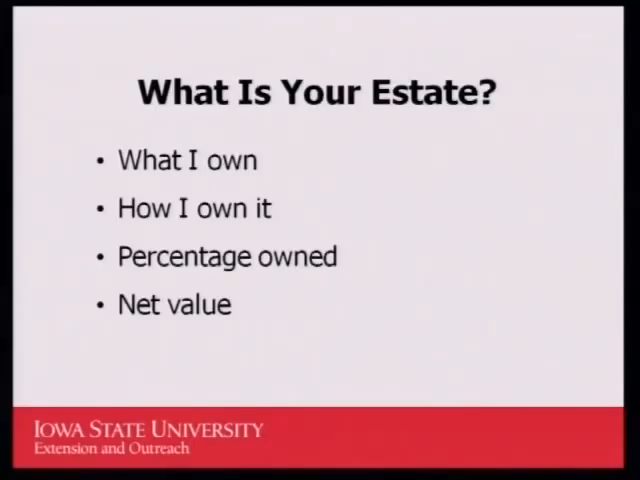 What Is Your Estate?
• What I own
• How I own it
• Percentage owned
• Net value
IOWA STATE UNIVERSITY
Extension and Outreach